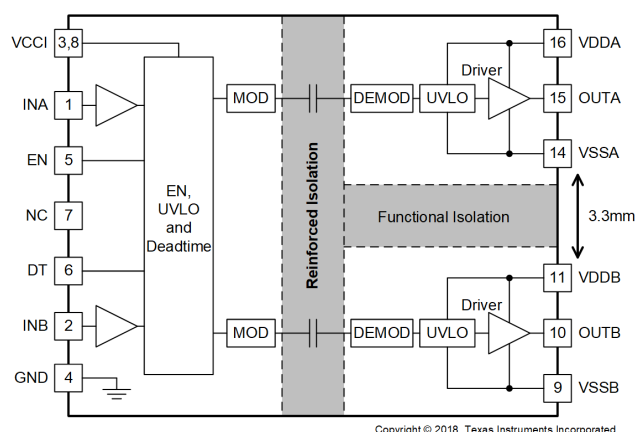 VCCI 3,8
INA 1
EN 5
NC 7
DT 6
INB 2
GND 4
EN,
UVLO
and
Deadtime
MOD
MOD
Reinforced Isolation
DEMOD UVLO Driver
16 VDDA
15 OUTA
14 VSSA
Functional Isolation
3.3mm
DEMOD UVLO Driver
11 VDDB
10 OUTB
9 VSSB
Copyright © 2018, Texas Instruments Incorporated